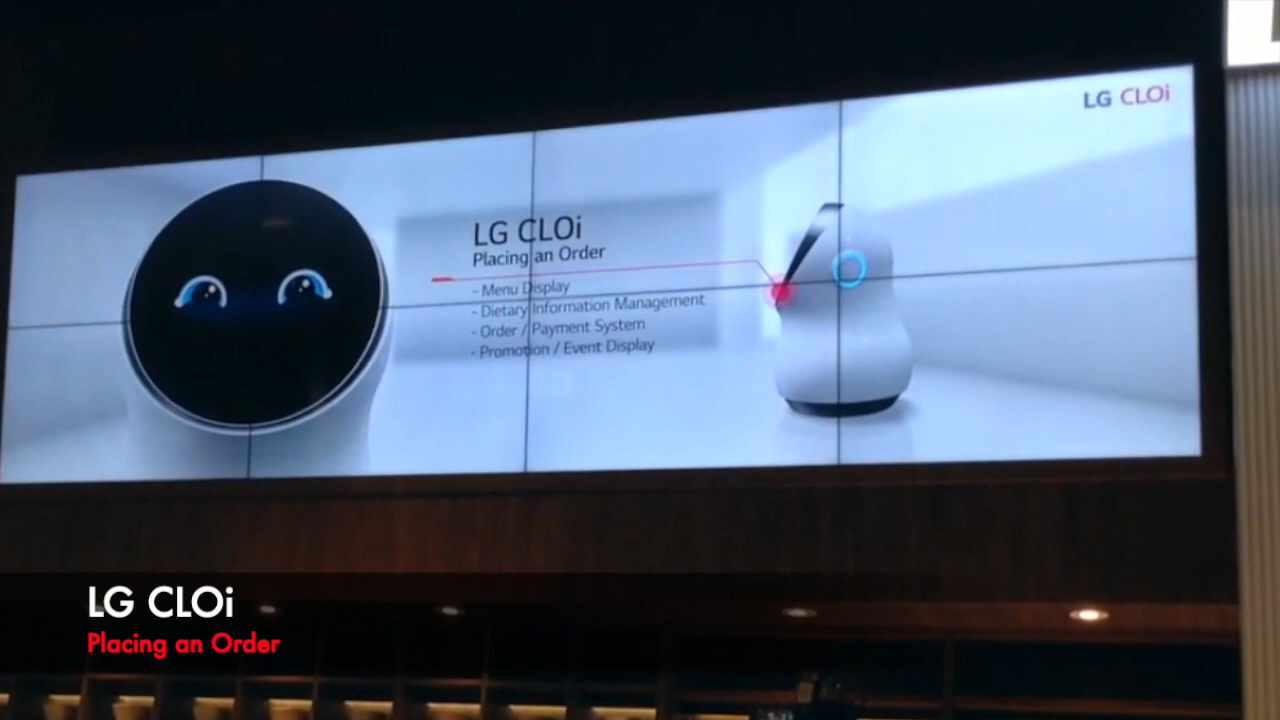 LG CLOi
LG CLOi
Placing an Order
- Menu Display
- Dietary Information Management
- Order / Payment System
- Promotion / Event Display
LG CLOi
Placing an Order